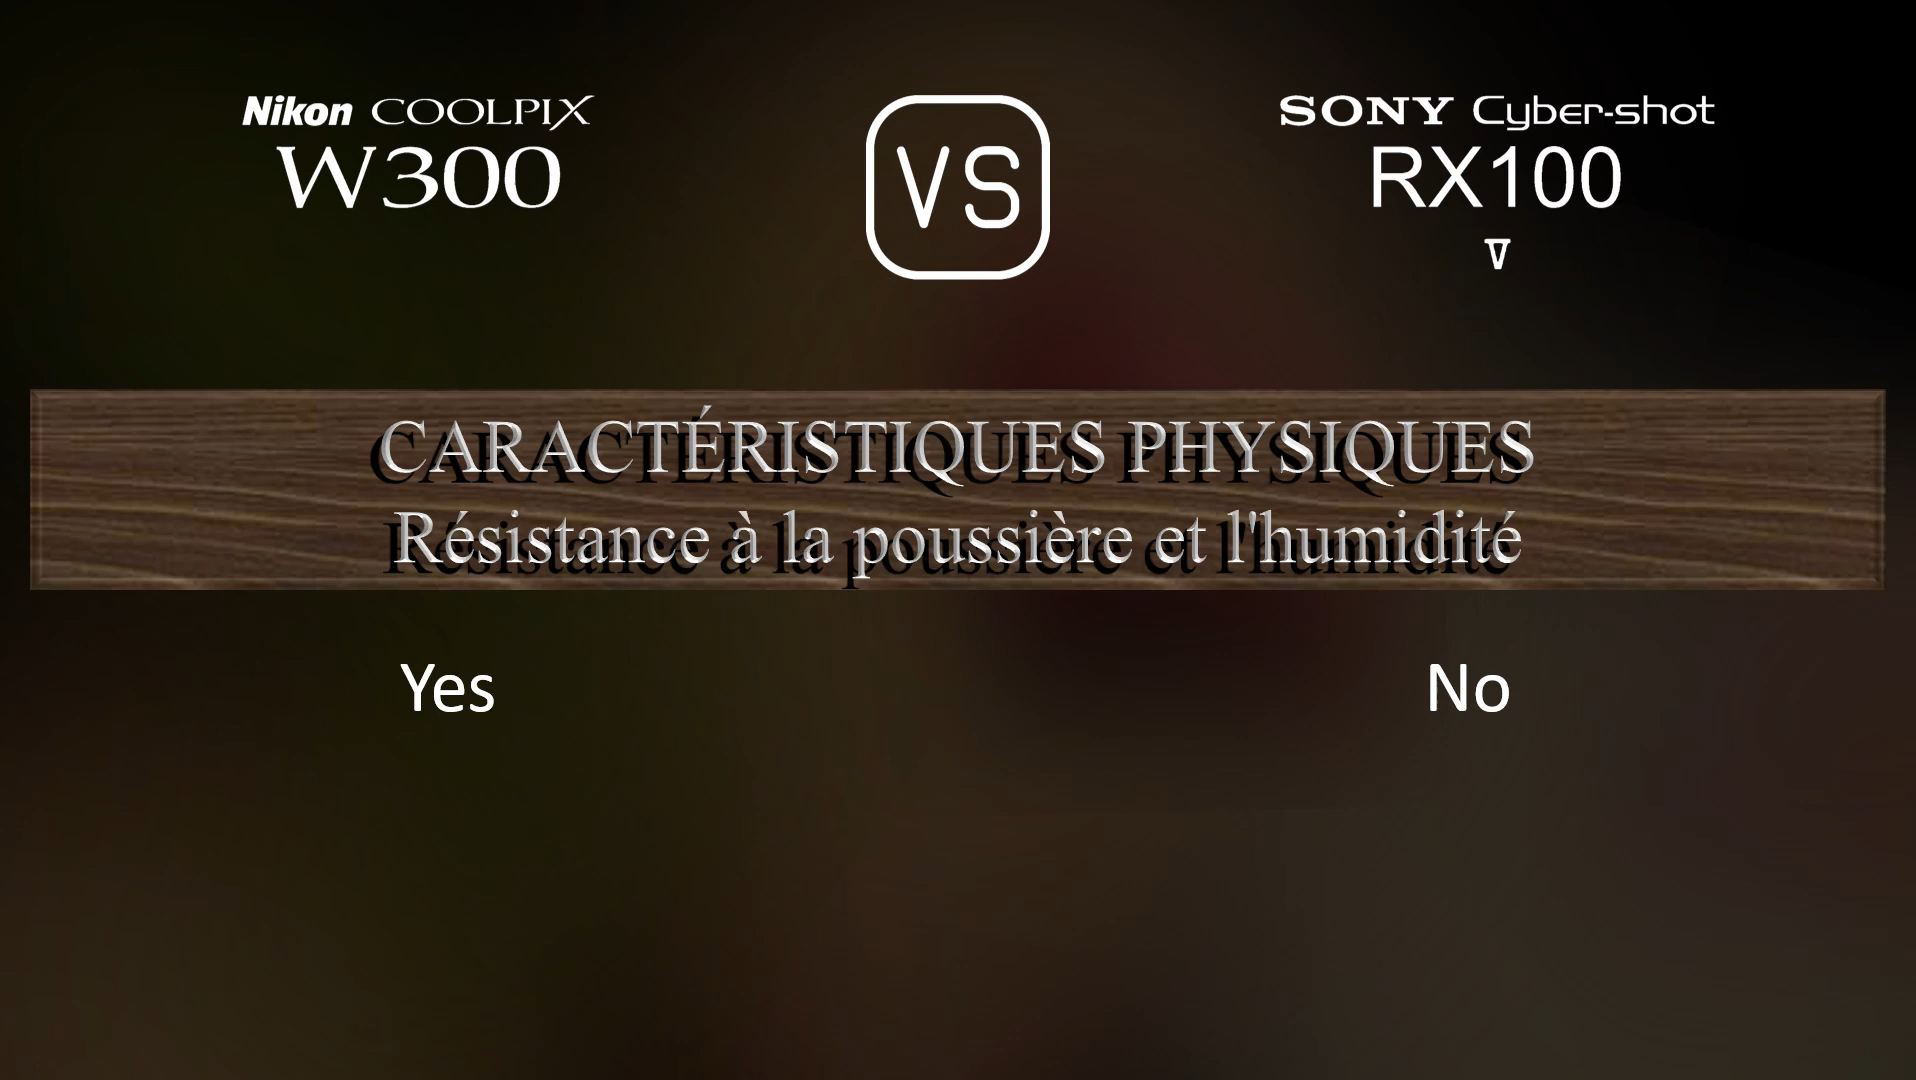 Nikon COOLPIX
W300
VS
SONY Cyber-shot
RX100
V
CARACTÉRISTIQUES PHYSIQUES
Résistance à la poussière et l'humidité
Yes
No